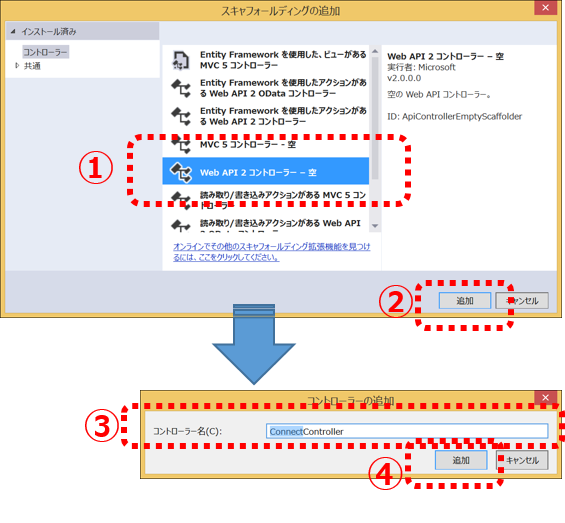 スキャフォールディングの追加
インストール済み
コントローラー
共通
Entity Framework を使用した、ビューがある
MVC 5 コントローラー
Entity Framework を使用したアクションがあ
る Web API 2 OData コントローラー
Entity Framework を使用したアクションがあ
る Web API 2 コントローラー
MVC 5 コントローラー - 空
Web API 2 コントローラー - 空
読み取り/書き込みアクションがある MVC 5 コン
トローラー
読み取り/書き込みアクションがある Web API
オンラインでその他のスキャフォールディング拡張機能を見つけ
るには、ここをクリックしてください。
Web API 2 コントローラー - 空
実行者: Microsoft
v2.0.0.0
空の Web API コントローラー。
ID: ApiControllerEmptyScaffolder
①
②
追加
キャンセル
コントローラーの追加
③
コントローラー名(C):
ConnectController
④
追加
キャンセル